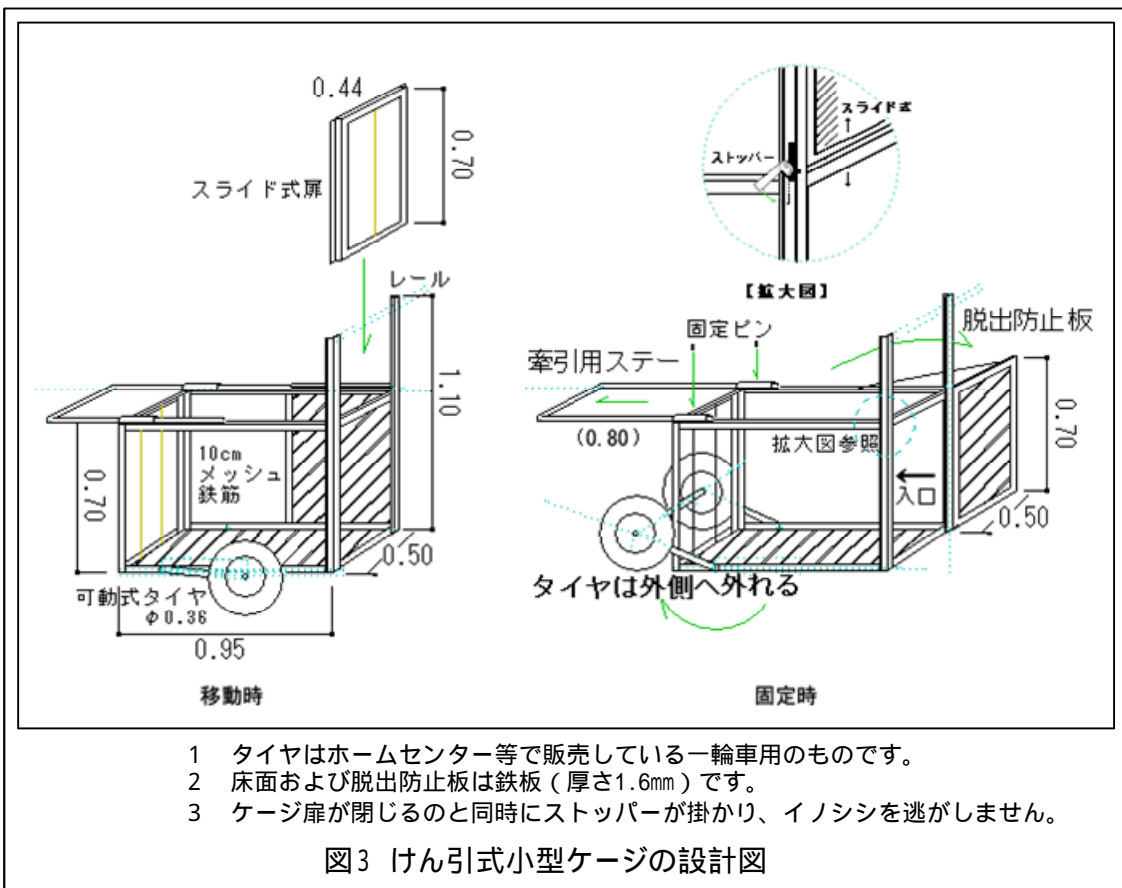 0.44
0.70
スライド式扉
レール
1.10
10cm
メッシュ
鉄筋
0.70
0.50
可動式タイヤ
φ0.36
0.95
移動時
スライド式
ストッパー
【拡大図】
脱出防止板
固定ピン
牽引用ステー
(0.80)
拡大図参照
0.70
入口
0.50
タイヤは外側へ外れる
固定時
1 タイヤはホームセンター等で販売している一輪車用のものです。
2 床面および脱出防止板は鉄板(厚さ1.6㎜)です。
3 ケージ扉が閉じるのと同時にストッパーが掛かり、イノシシを逃がしません。
図3 けん引式小型ケージの設計図